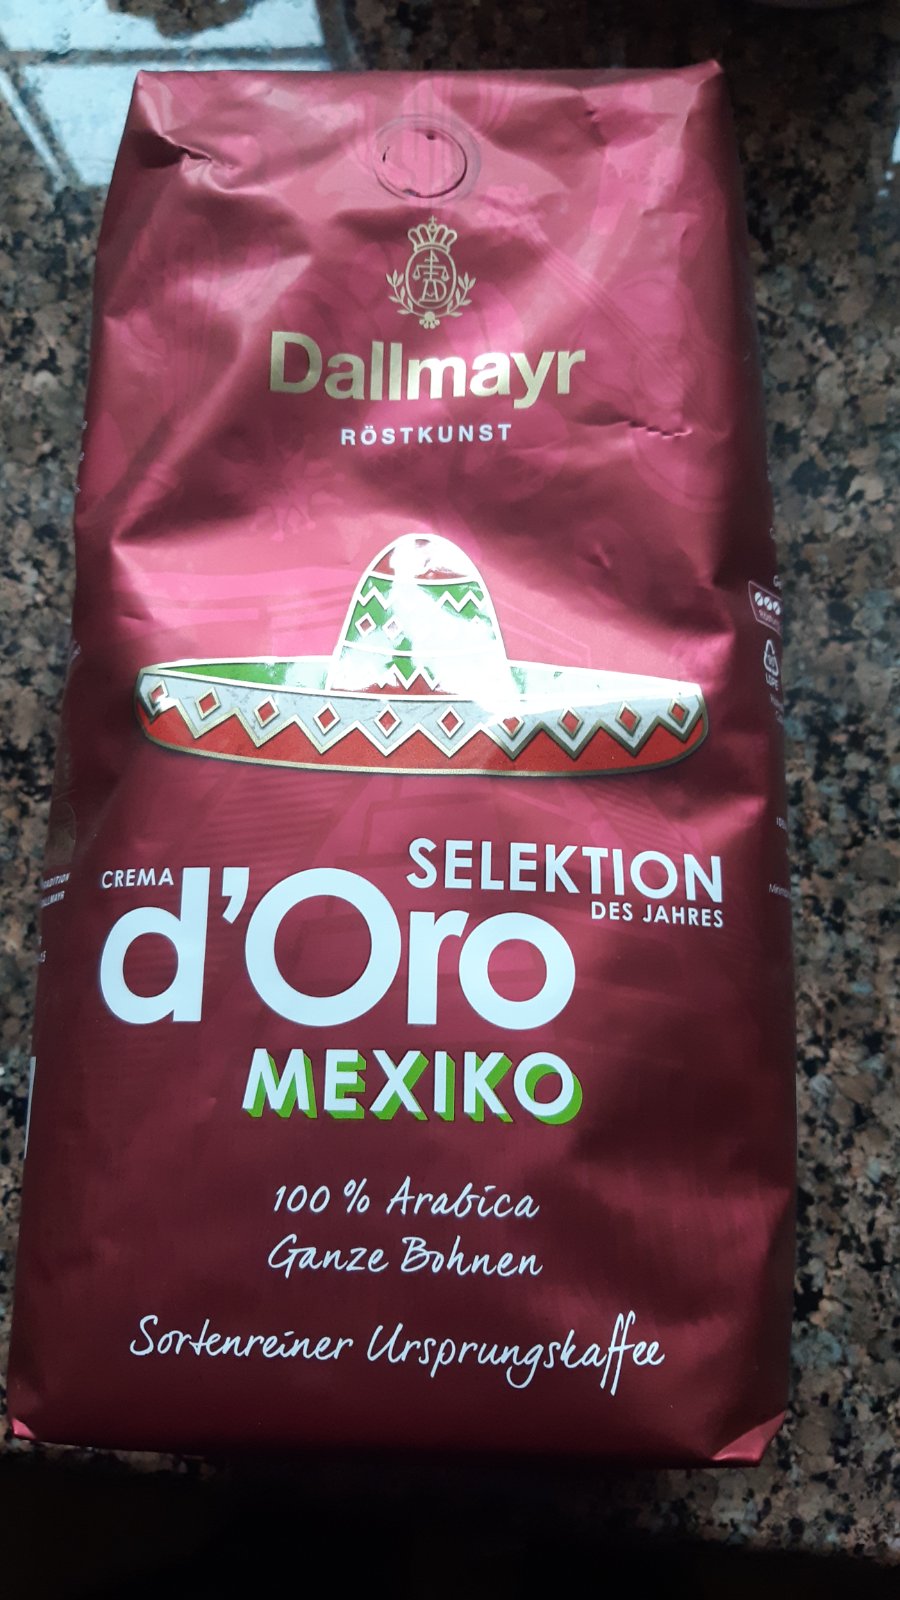 Dallmayr
RÖSTKUNST
CREMA
d'Oro
SELEKTION
DES JAHRES
MEXIKO
100 % Arabica
Ganze Bohnen
Sortenreiner Ursprungskaffee